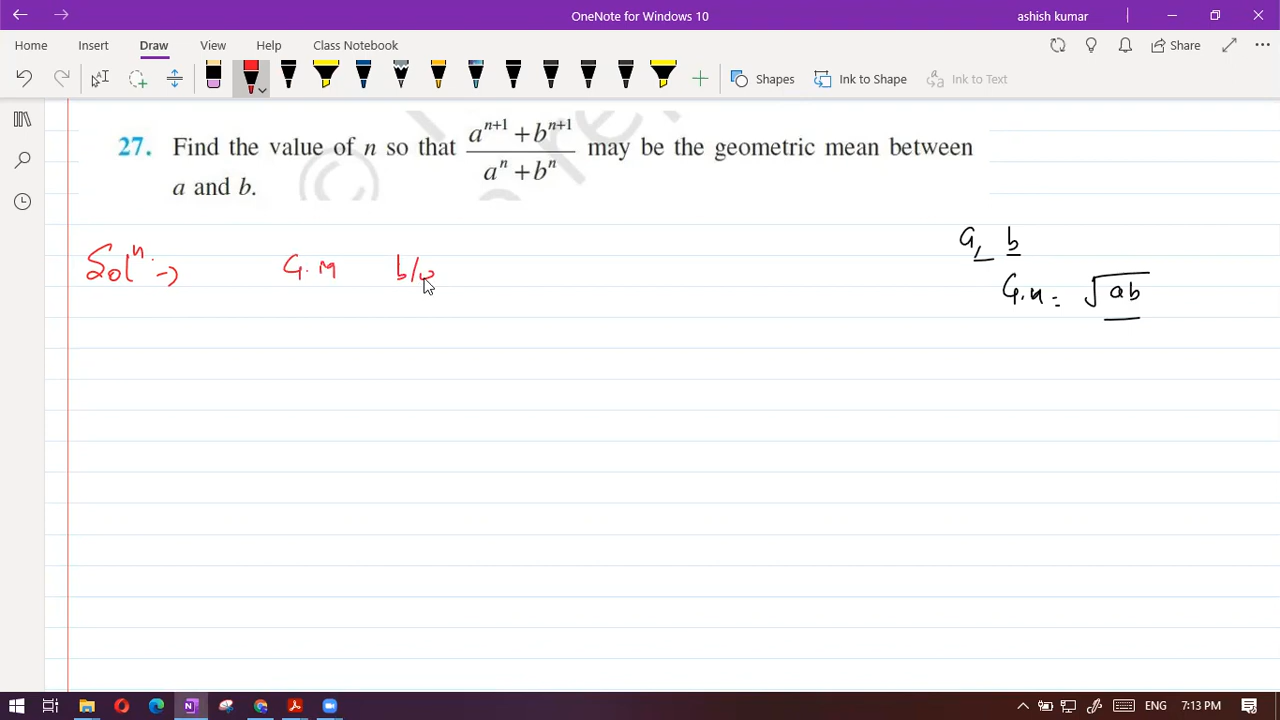 OneNote for Windows 10
ashish kumar
Home Insert Draw View Help Class Notebook
Share
Shapes Ink to Shape Ink to Text
27. Find the value of n so that \frac{a^{n+1}+b^{n+1}}{a^n+b^n} may be the geometric mean between
a and b.
a, b
Solⁿ:→ G.M b/w
G.M = √ab
ENG 7:13 PM